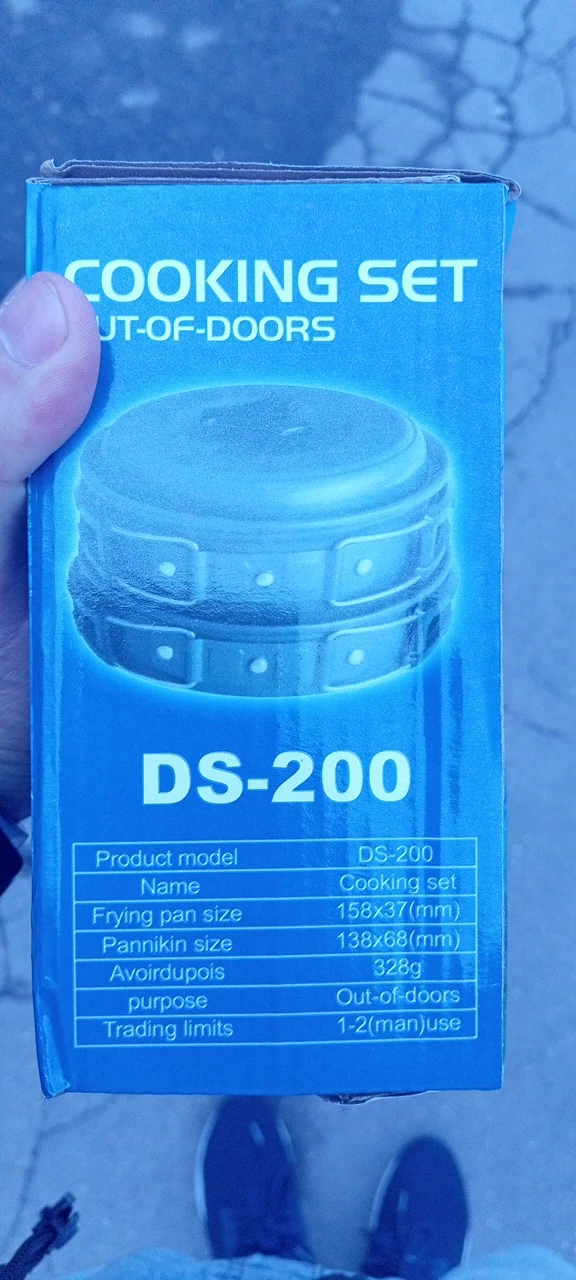 COOKING SET
UT-OF-DOORS
DS-200
Product model DS-200
Name Cooking set
Frying pan size 158x37(mm)
Pannikin size 138x68(mm)
Avoirdupois 328g
purpose Out-of-doors
Trading limits 1-2(man)use